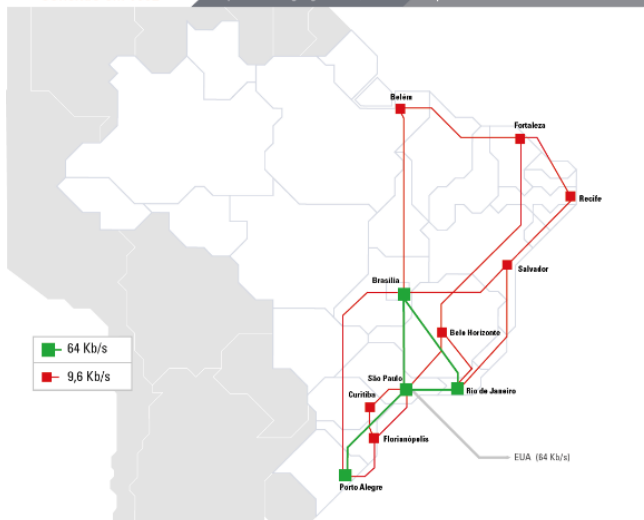 Belém
Fortaleza
Recife
Salvador
Brasília
Belo Horizonte
64 Kb/s
9,6 Kb/s
São Paulo
Rio de Janeiro
Curitiba
Florianópolis
EUA (64 Kb/s)
Porto Alegre